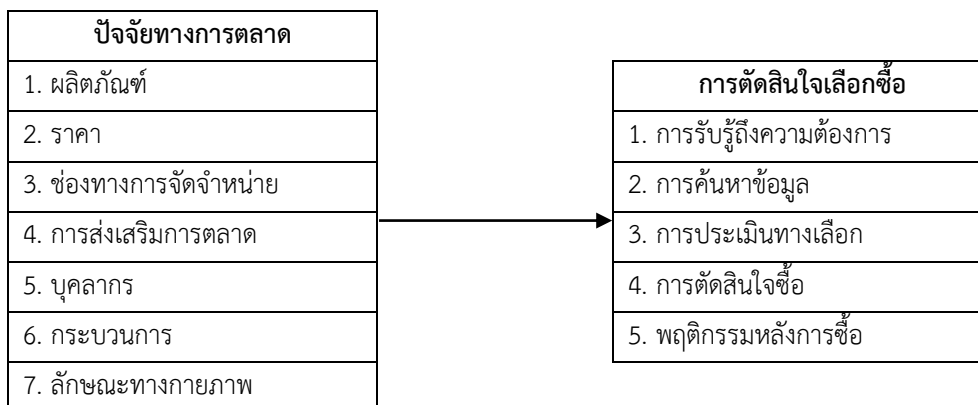 ปัจจัยทางการตลาด
1. ผลิตภัณฑ์
2. ราคา
3. ช่องทางการจัดจำหน่าย
4. การส่งเสริมการตลาด
5. บุคลากร
6. กระบวนการ
7. ลักษณะทางกายภาพ
การตัดสินใจเลือกซื้อ
1. การรับรู้ถึงความต้องการ
2. การค้นหาข้อมูล
3. การประเมินทางเลือก
4. การตัดสินใจซื้อ
5. พฤติกรรมหลังการซื้อ